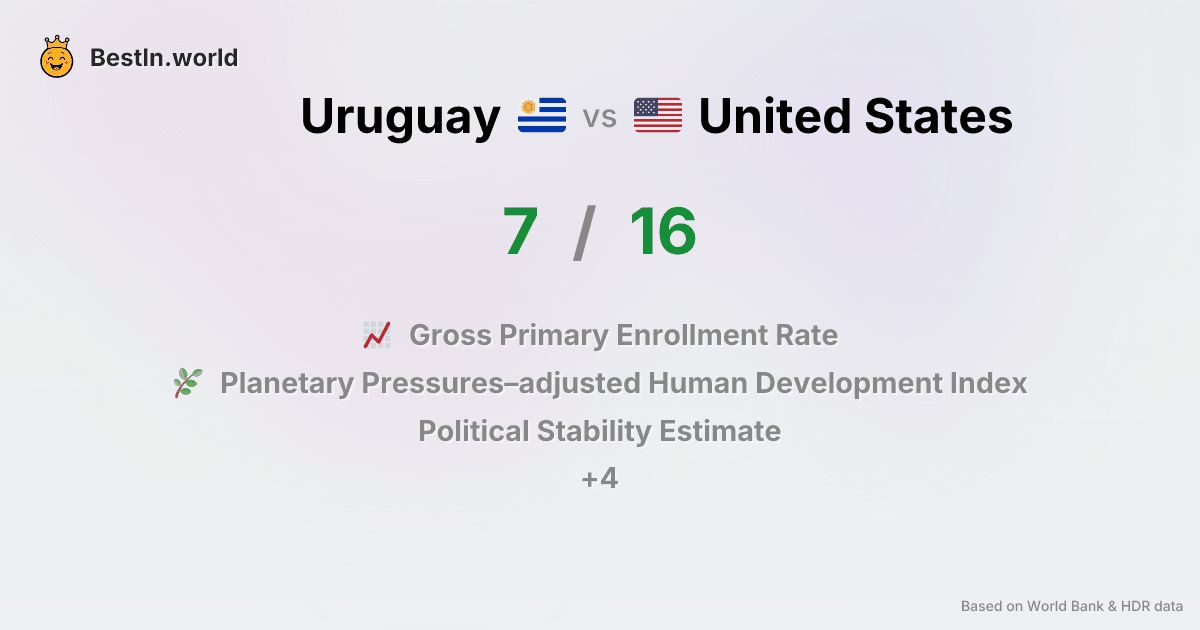 BestIn.world
Uruguay vs United States
7 / 16
Gross Primary Enrollment Rate
Planetary Pressures–adjusted Human Development Index
Political Stability Estimate
+4
Based on World Bank & HDR data